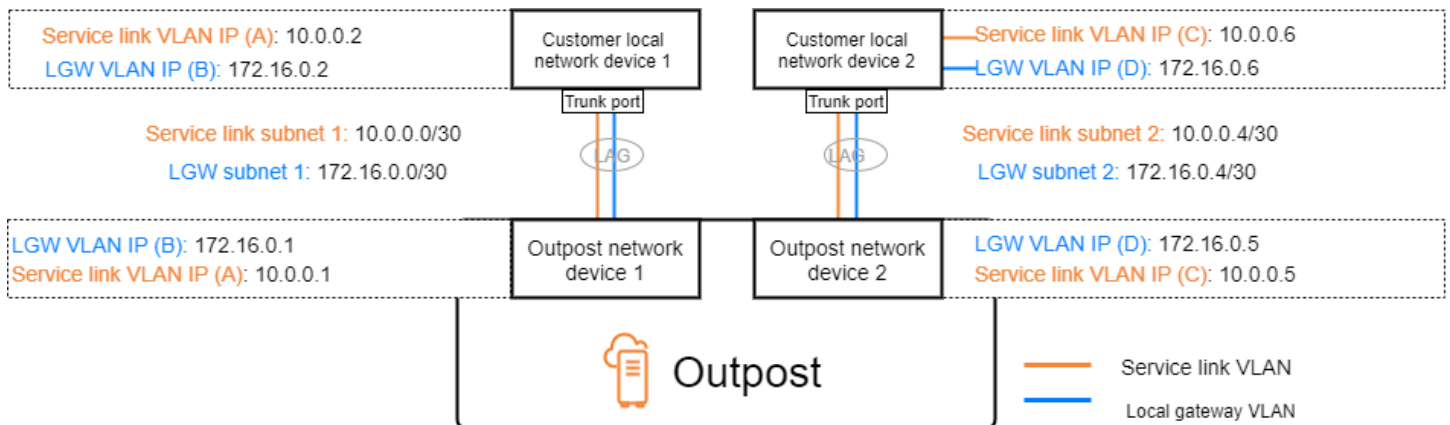 Service link VLAN IP (A): 10.0.0.2
LGW VLAN IP (B): 172.16.0.2
Customer local
network device 1
Trunk port
Customer local
network device 2
Trunk port
Service link VLAN IP (C): 10.0.0.6
LGW VLAN IP (D): 172.16.0.6
Service link subnet 1: 10.0.0.0/30
LGW subnet 1: 172.16.0.0/30
LAG
LAG
Service link subnet 2: 10.0.0.4/30
LGW subnet 2: 172.16.0.4/30
LGW VLAN IP (B): 172.16.0.1
Service link VLAN IP (A): 10.0.0.1
Outpost network
device 1
Outpost network
device 2
LGW VLAN IP (D): 172.16.0.5
Service link VLAN IP (C): 10.0.0.5
Outpost
Service link VLAN
Local gateway VLAN